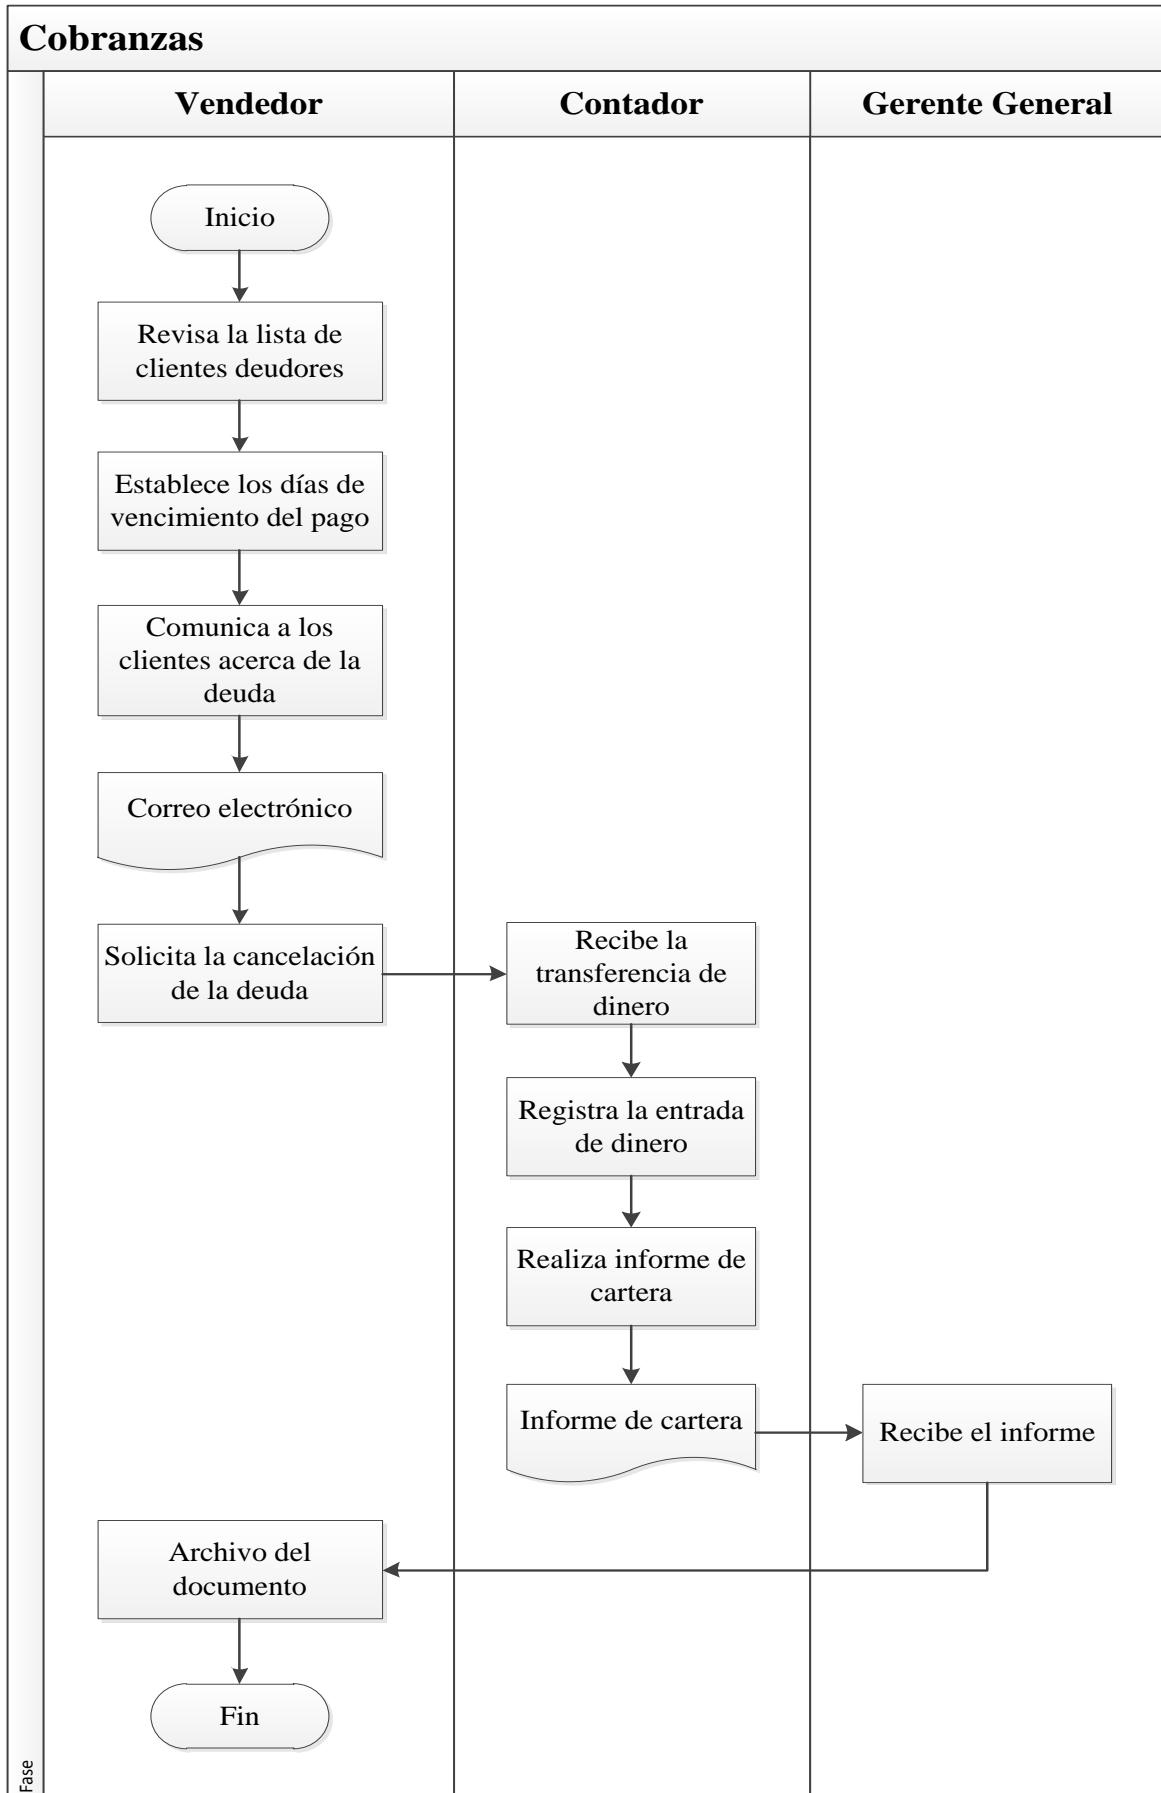 Cobranzas
Vendedor
Contador
Gerente General
Inicio
Revisa la lista de
clientes deudores
Establece los días de
vencimiento del pago
Comunica a los
clientes acerca de la
deuda
Correo electrónico
Solicita la cancelación
de la deuda
Recibe la
transferencia de
dinero
Registra la entrada
de dinero
Realiza informe de
cartera
Informe de cartera
Recibe el informe
Archivo del
documento
Fin
Fase